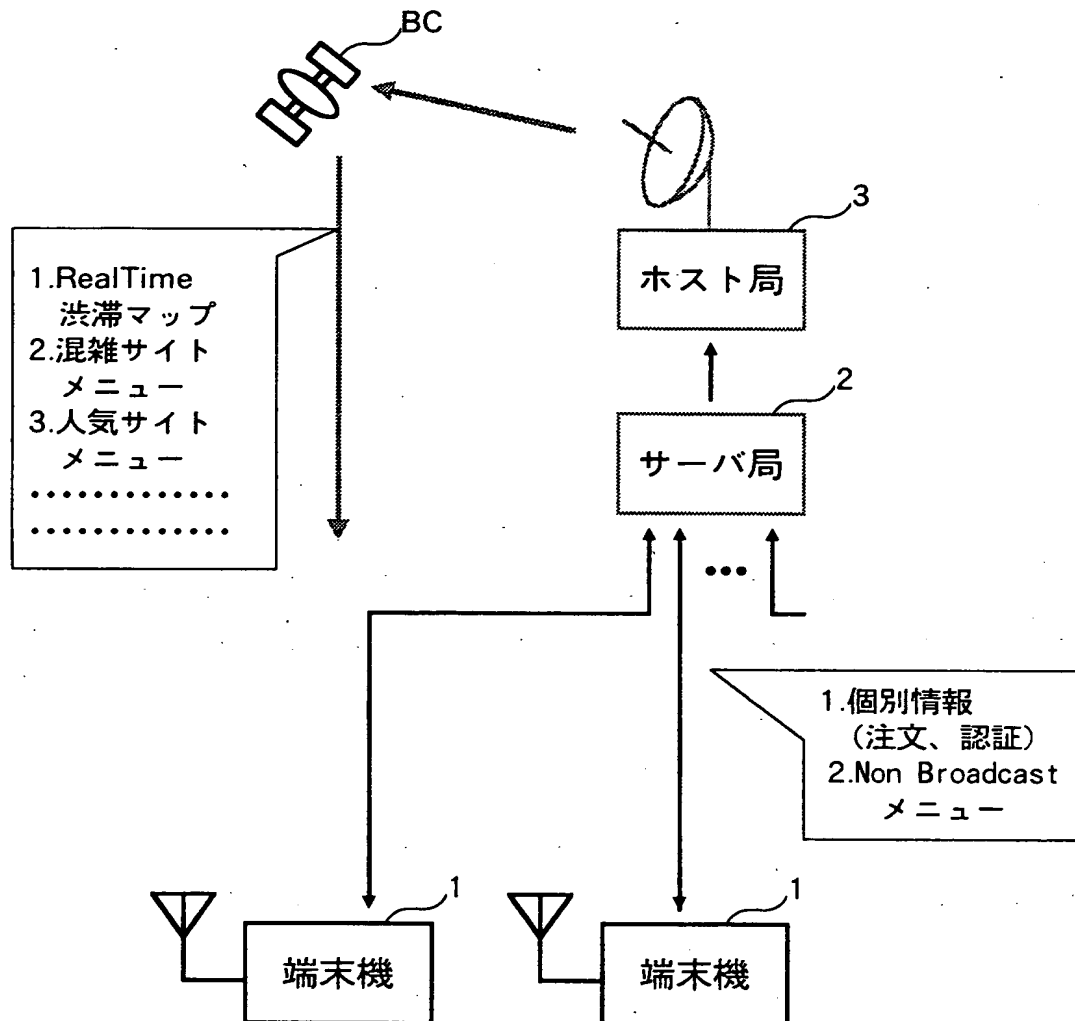 BC
3
ホスト局
1.RealTime
渋滞マップ
2.混雑サイト
メニュー
3.人気サイト
メニュー
•••••••••••••
•••••••••••••
2
サーバ局
•••
1.個別情報
(注文、認証)
2.Non Broadcast
メニュー
1
端末機
1
端末機